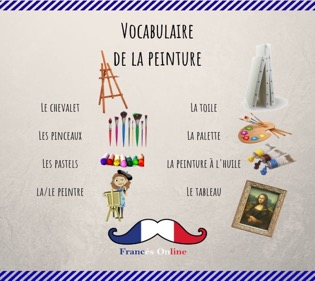 Vocabulaire
de la peinture
Le chevalet
La toile
Les pinceaux
La palette
Les pastels
la peinture à l'huile
la/le peintre
Le tableau
Francés Online